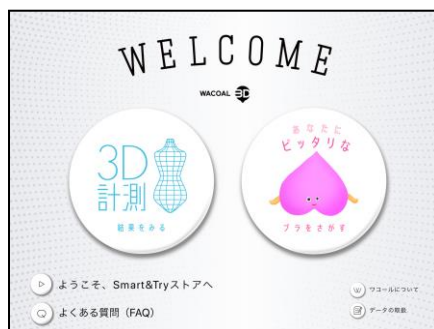 WELCOME
WACOAL 3D
3D
計測
結果をみる
あなたに
ピッタリな
ブラをさがす
ようこそ、Smart&Tryストアへ
よくある質問（FAQ）
ワコールについて
データの取扱